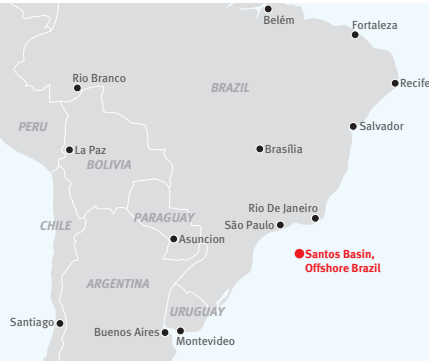 Belém
Fortaleza
Rio Branco
BRAZIL
Recife
PERU
Salvador
La Paz
Brasília
BOLIVIA
Rio De Janeiro
PARAGUAY
CHILE
São Paulo
Asuncion
Santos Basin,
Offshore Brazil
ARGENTINA
URUGUAY
Santiago
Buenos Aires
Montevideo